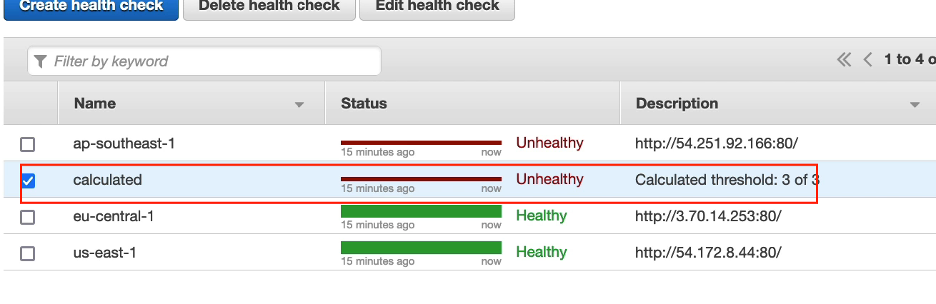 Create health check Delete health check Edit health check
Filter by keyword 1 to 4 o
Name Status Description
ap-southeast-1 Unhealthy http://54.251.92.166:80/
15 minutes ago now
calculated Unhealthy Calculated threshold: 3 of 3
15 minutes ago now
eu-central-1 Healthy http://3.70.14.253:80/
15 minutes ago now
us-east-1 Healthy http://54.172.8.44:80/
15 minutes ago now